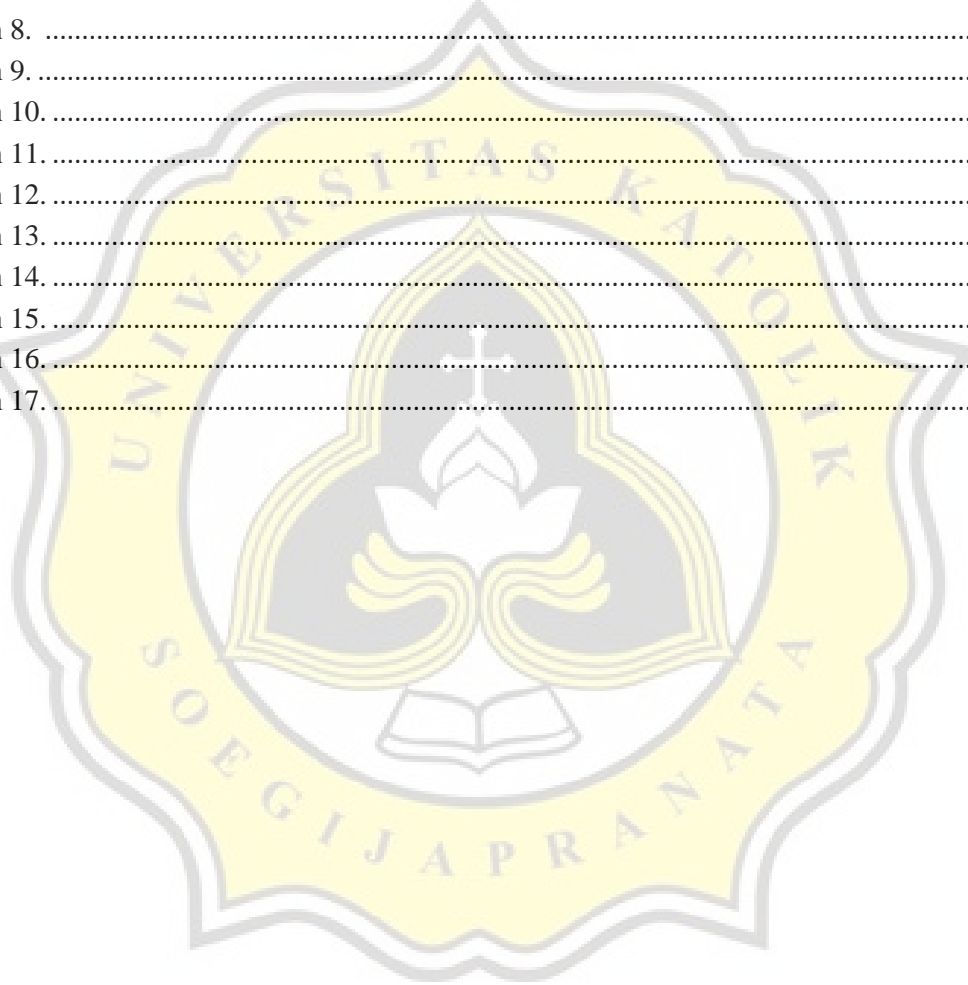 n 8. ........................................................................
n 9. ........................................................................
n 10. ........................................................................
n 11. ........................................................................
n 12. ........................................................................
n 13. ........................................................................
n 14. ........................................................................
n 15. ........................................................................
n 16. ........................................................................
n 17. ........................................................................
UNIVERSITAS KATOLIK
SOEGIJAPRANATA